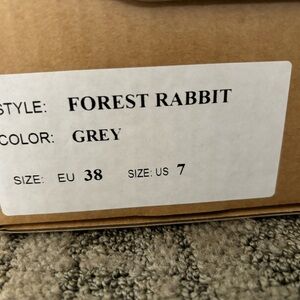 STYLE: FOREST RABBIT
COLOR: GREY
SIZE: EU 38 SIZE: US 7